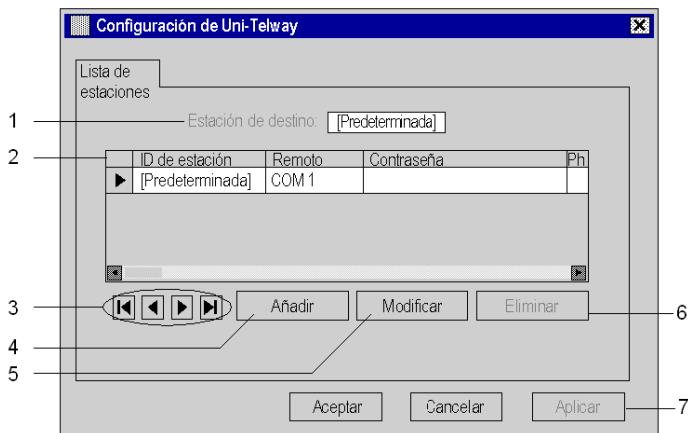 Configuración de Uni-Telway
Lista de
estaciones
1
Estación de destino: [Predeterminada]
2
ID de estación Remoto Contraseña Ph
[Predeterminada] COM 1
3
Añadir Modificar Eliminar
6
4
5
Aceptar Cancelar Aplicar
7